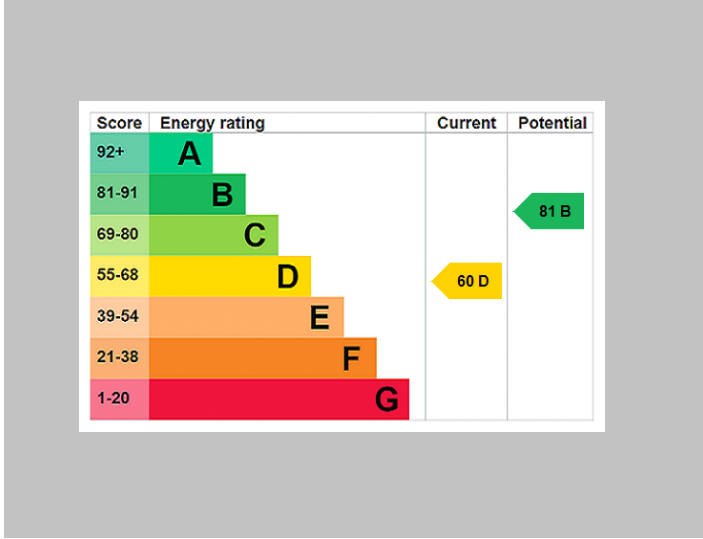 Score Energy rating Current Potential
92+ A
81-91 B
81 B
69-80 C
55-68 D
60 D
39-54 E
21-38 F
1-20 G